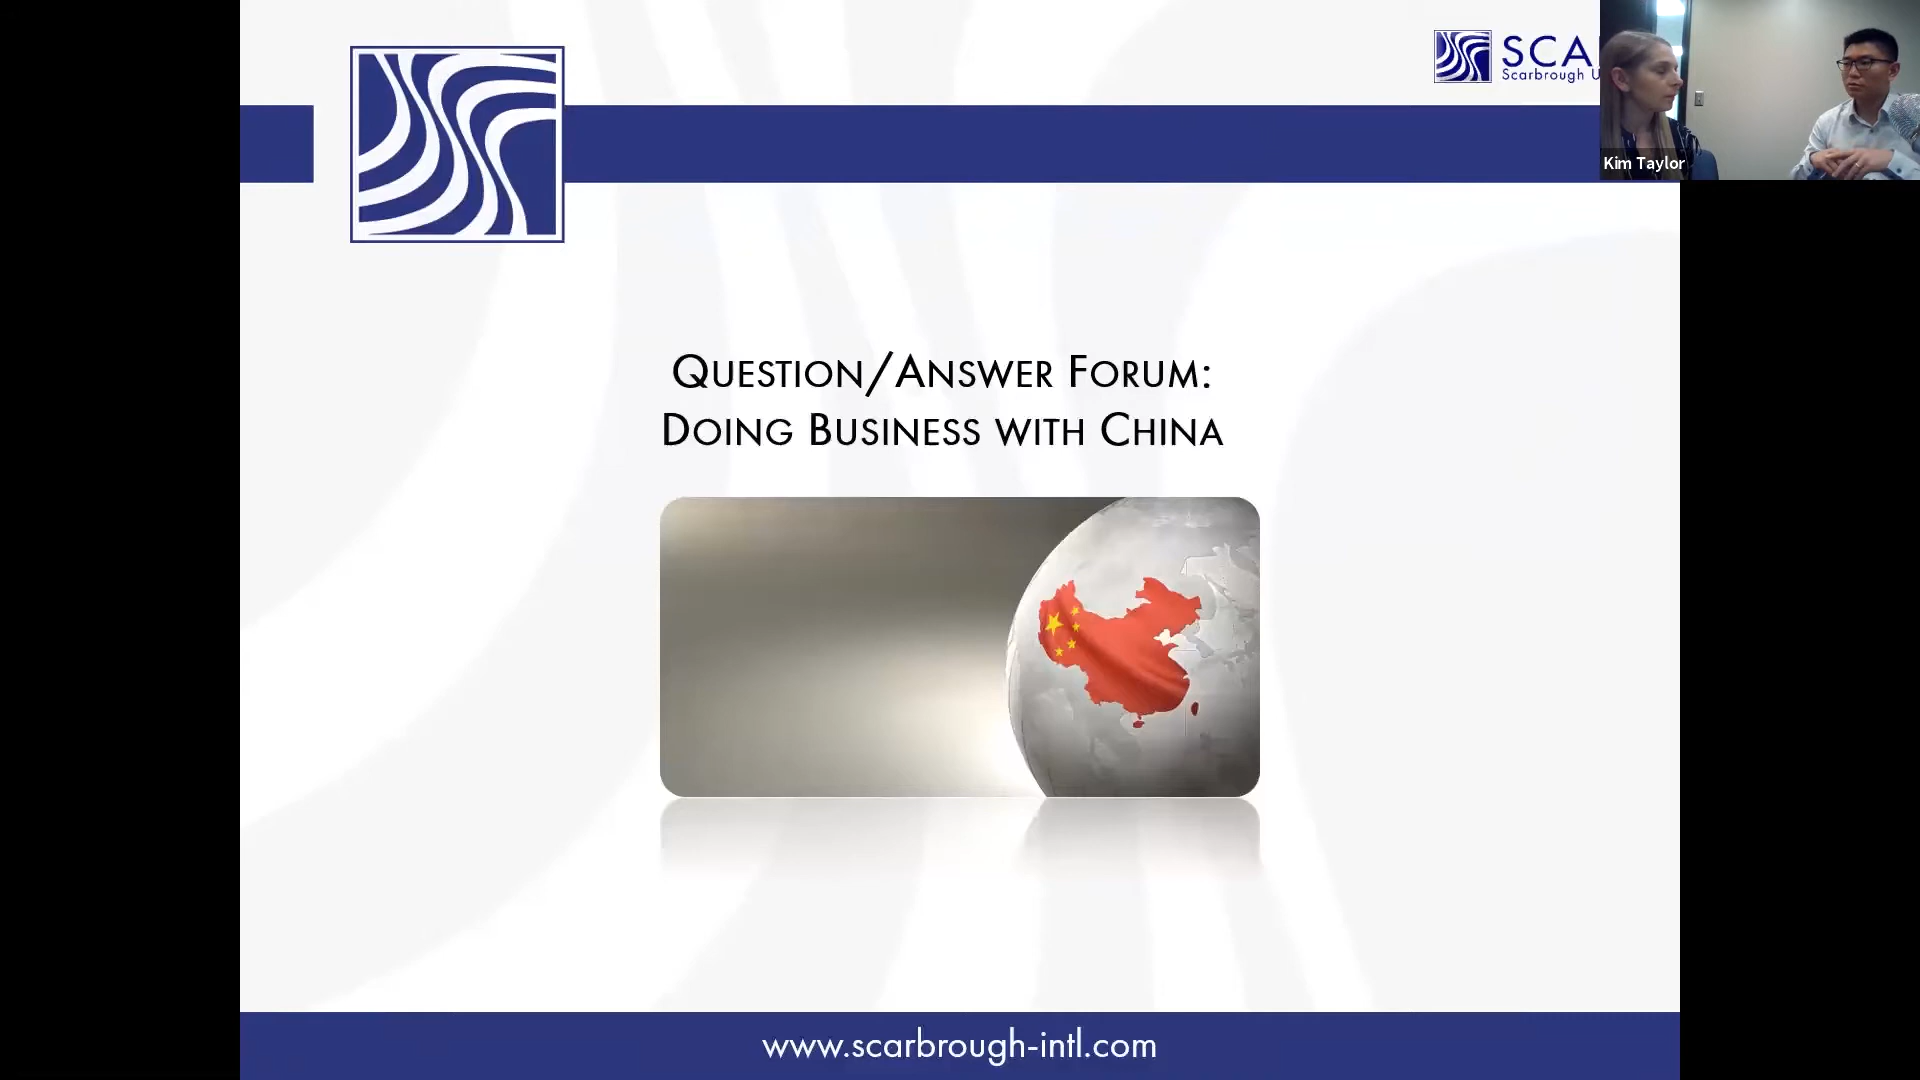 SCA
Scarbrough U
Kim Taylor
QUESTION/ANSWER FORUM:
DOING BUSINESS WITH CHINA
www.scarbrough-intl.com